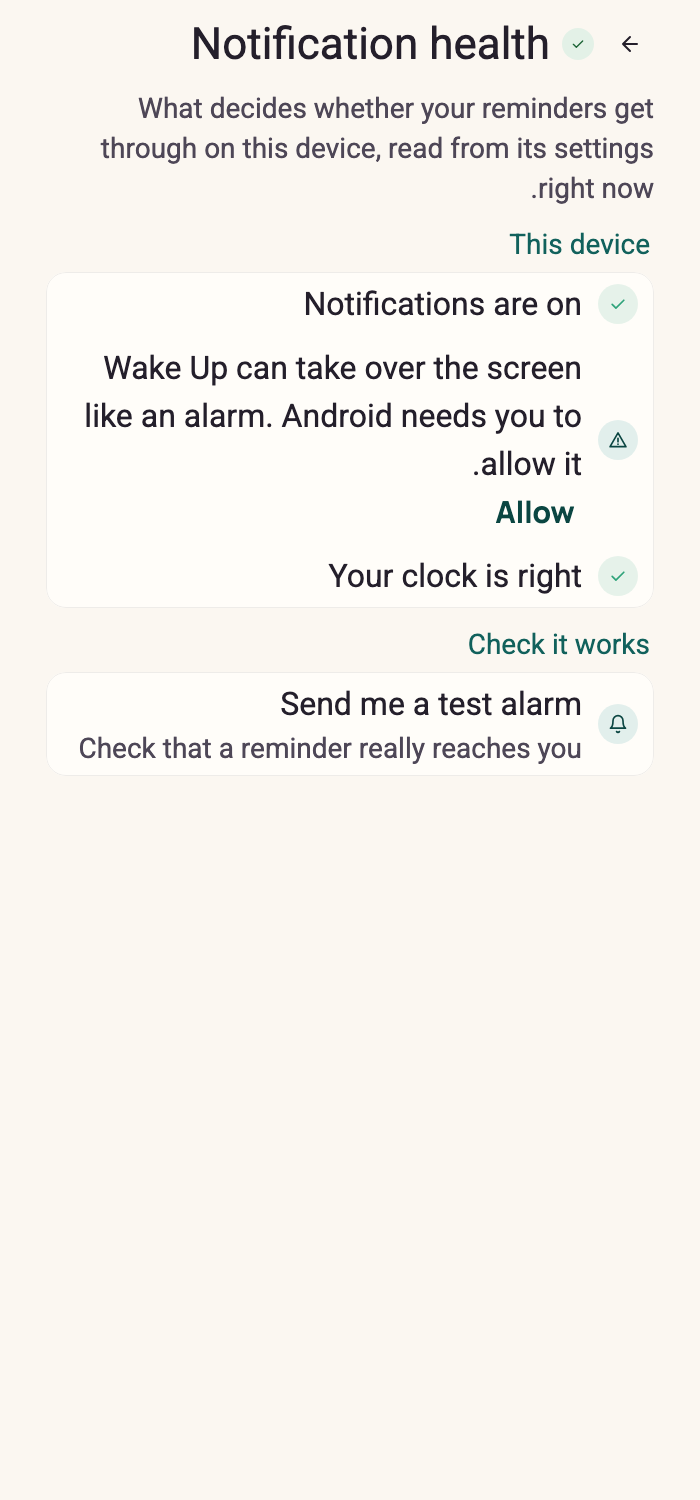 Notification health
What decides whether your reminders get
through on this device, read from its settings
.right now
This device
Notifications are on
Wake Up can take over the screen
like an alarm. Android needs you to
.allow it
Allow
Your clock is right
Check it works
Send me a test alarm
Check that a reminder really reaches you